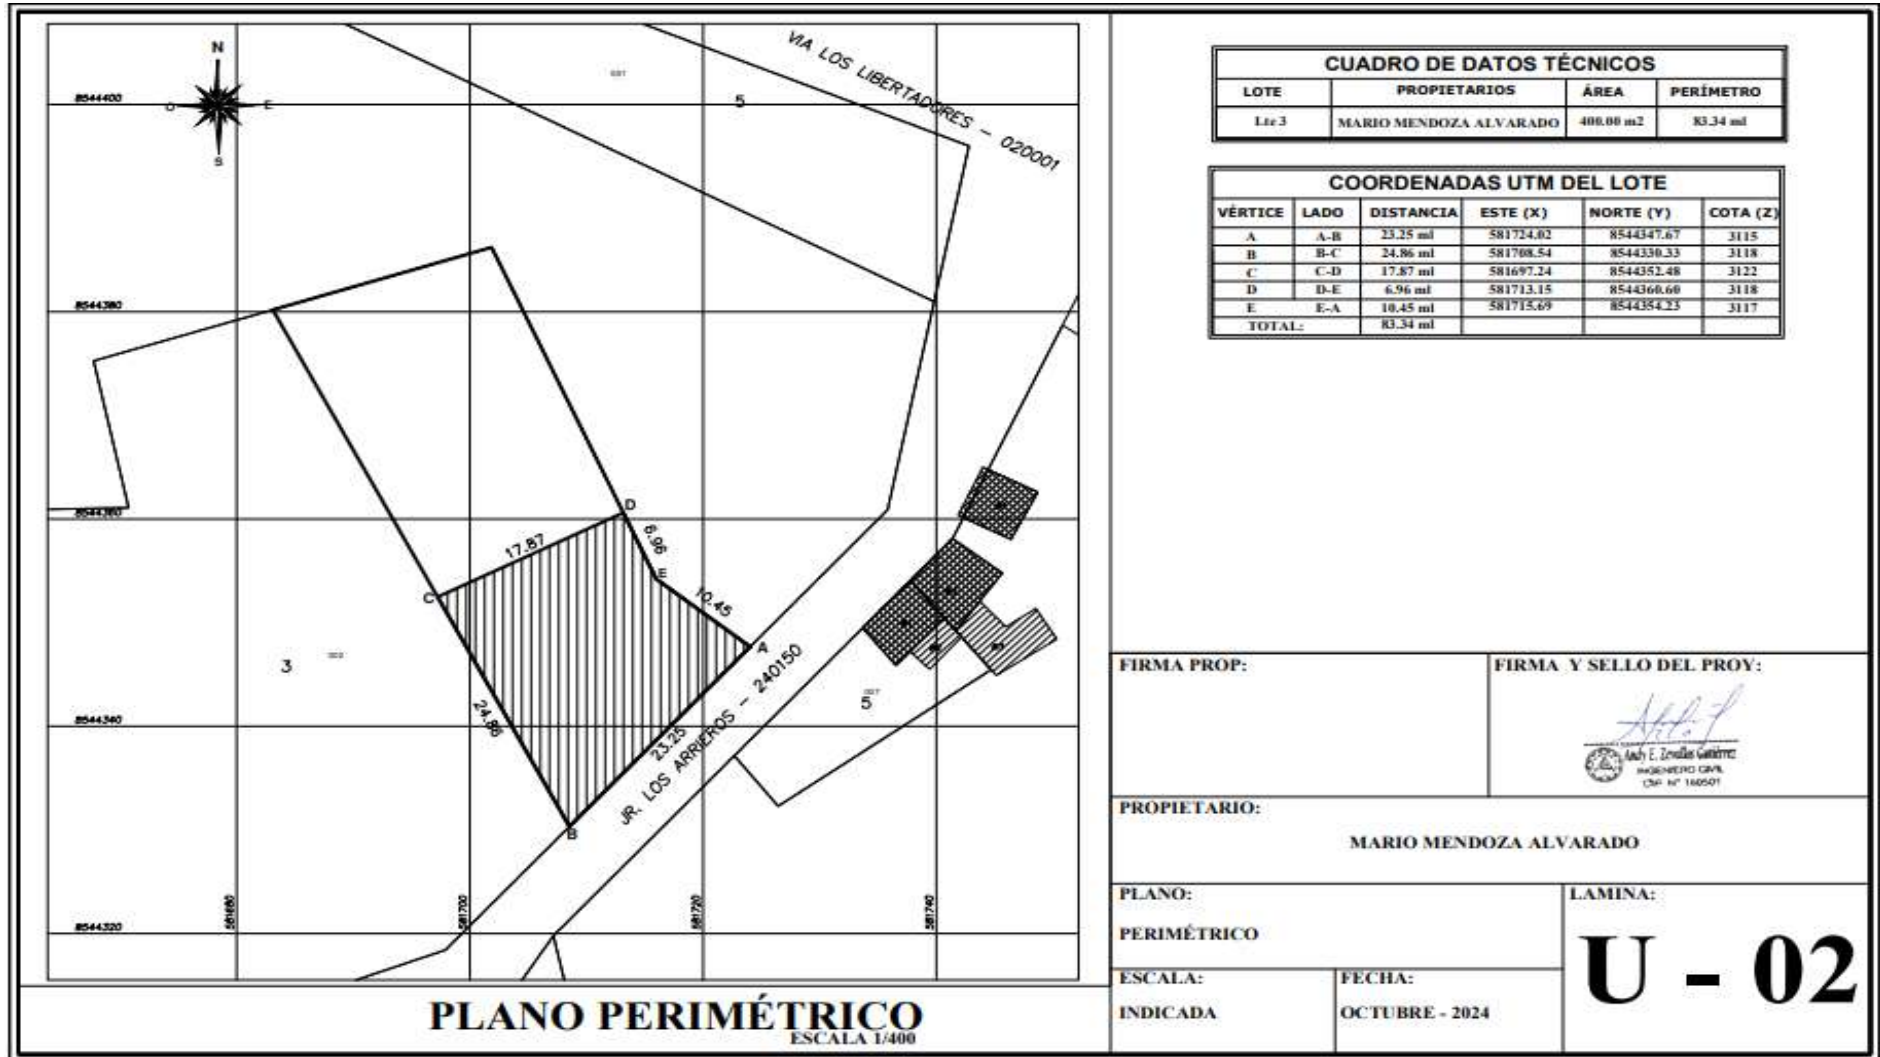 N
O
E
S
VIA LOS LIBERTADORES - 020001
8544400
8544380
8544360
8544340
8544320
581680
581700
581720
581740
5
3
5
A
B
C
D
E
17.87
6.96
10.45
24.86
23.25
JR. LOS ARRIEROS - 240150
PLANO PERIMÉTRICO
ESCALA 1/400
CUADRO DE DATOS TÉCNICOS
LOTE PROPIETARIOS ÁREA PERÍMETRO
Lte 3 MARIO MENDOZA ALVARADO 400.00 m2 83.34 ml
COORDENADAS UTM DEL LOTE
VÉRTICE LADO DISTANCIA ESTE (X) NORTE (Y) COTA (Z)
A A-B 23.25 ml 581724.02 8544347.67 3115
B B-C 24.86 ml 581708.54 8544330.33 3118
C C-D 17.87 ml 581697.24 8544352.48 3122
D D-E 6.96 ml 581713.15 8544360.60 3118
E E-A 10.45 ml 581715.69 8544354.23 3117
TOTAL: 83.34 ml
FIRMA PROP:
FIRMA Y SELLO DEL PROY:
Andy E. Zevallos Gutiérrez
INGENIERO CIVIL
CIP N° 160501
PROPIETARIO:
MARIO MENDOZA ALVARADO
PLANO:
PERIMÉTRICO
LAMINA:
U - 02
ESCALA:
INDICADA
FECHA:
OCTUBRE - 2024